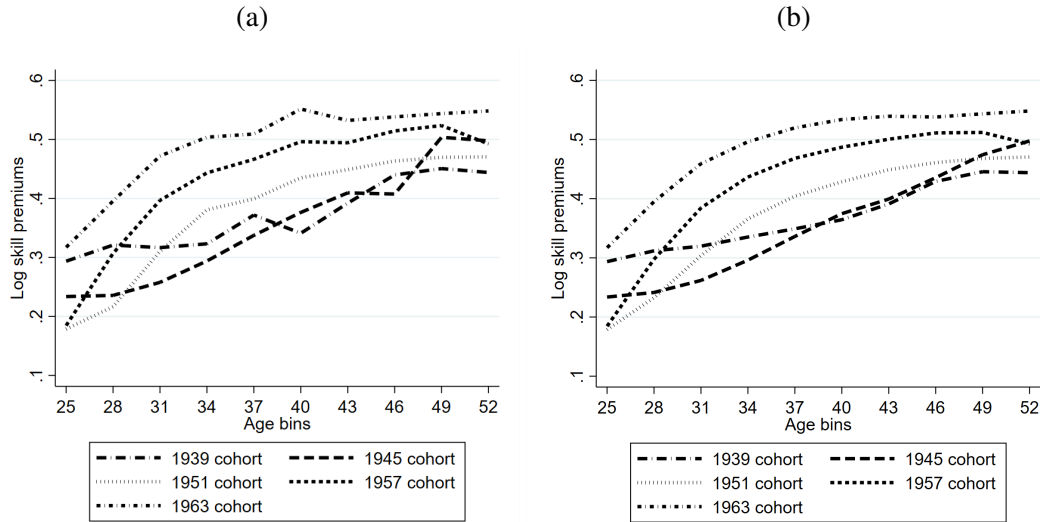 (a)
Log skill premiums
.6
.5
.4
.3
.2
.1
25 28 31 34 37 40 43 46 49 52
Age bins
1939 cohort 1945 cohort
1951 cohort 1957 cohort
1963 cohort
(b)
Log skill premiums
.6
.5
.4
.3
.2
.1
25 28 31 34 37 40 43 46 49 52
Age bins
1939 cohort 1945 cohort
1951 cohort 1957 cohort
1963 cohort